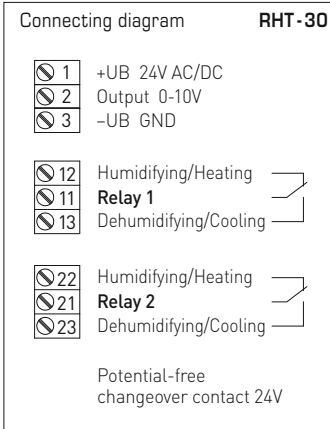 Connecting diagram RHT-30
1 +UB 24V AC/DC
2 Output 0-10V
3 –UB GND
12 Humidifying/Heating
11 Relay 1
13 Dehumidifying/Cooling
22 Humidifying/Heating
21 Relay 2
23 Dehumidifying/Cooling
Potential-free
changeover contact 24V